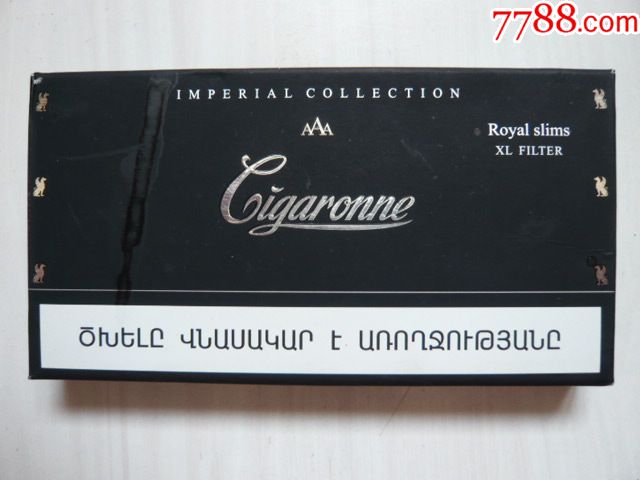 7788.com
IMPERIAL COLLECTION
AAA
Royal slims
XL FILTER
Cigaronne
ԾԽԵԼԸ ՎՆԱՍԱԿԱՐ Է ԱՌՈՂՋՈՒԹՅԱՆԸ